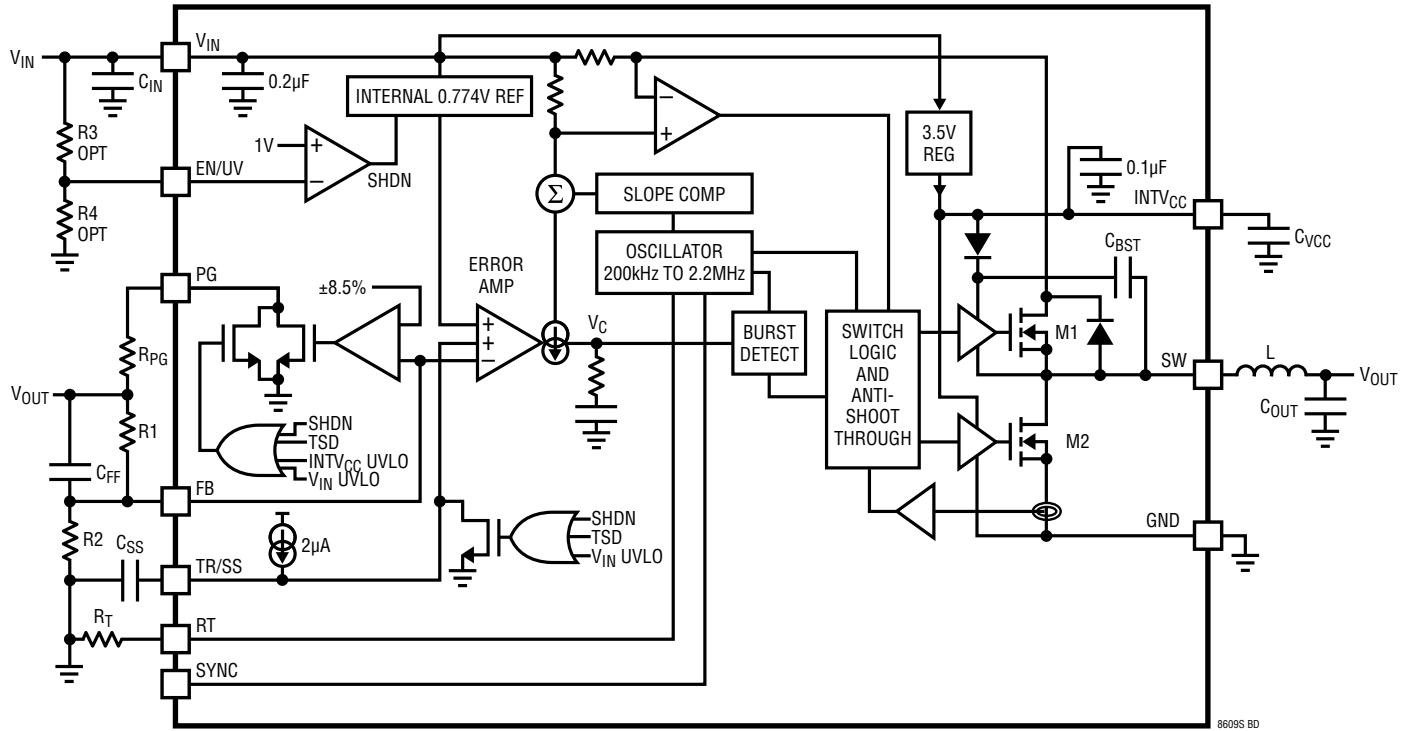 VIN
CIN
VIN
0.2µF
INTERNAL 0.774V REF
R3
OPT
1V
+
−
SHDN
EN/UV
R4
OPT
−
+
3.5V
REG
0.1µF
INTVCC
CVCC
Σ
SLOPE COMP
OSCILLATOR
200kHz TO 2.2MHz
CBST
PG
±8.5%
ERROR
AMP
+
+
−
VC
BURST
DETECT
SWITCH
LOGIC
AND
ANTI-
SHOOT
THROUGH
M1
SW
L
VOUT
COUT
M2
RPG
VOUT
R1
CFF
SHDN
TSD
INTVCC UVLO
VIN UVLO
FB
R2
CSS
2µA
TR/SS
SHDN
TSD
VIN UVLO
GND
RT
RT
SYNC
8609S BD